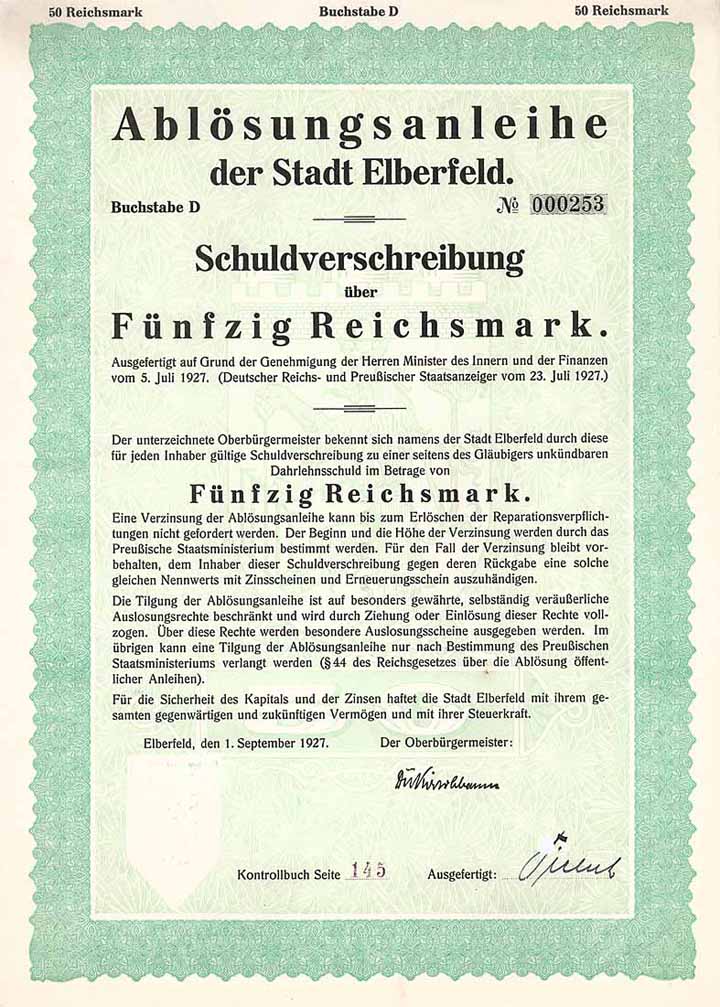 50 Reichsmark Buchstabe D 50 Reichsmark
Ablösungsanleihe
der Stadt Elberfeld.
Buchstabe D № 000253
Schuldverschreibung
über
Fünfzig Reichsmark.
Ausgefertigt auf Grund der Genehmigung der Herren Minister des Innern und der Finanzen
vom 5. Juli 1927. (Deutscher Reichs- und Preußischer Staatsanzeiger vom 23. Juli 1927.)
Der unterzeichnete Oberbürgermeister bekennt sich namens der Stadt Elberfeld durch diese
für jeden Inhaber gültige Schuldverschreibung zu einer seitens des Gläubigers unkündbaren
Dahrlehnsschuld im Betrage von
Fünfzig Reichsmark.
Eine Verzinsung der Ablösungsanleihe kann bis zum Erlöschen der Reparationsverpflich-
tungen nicht gefordert werden. Der Beginn und die Höhe der Verzinsung werden durch das
Preußische Staatsministerium bestimmt werden. Für den Fall der Verzinsung bleibt vor-
behalten, dem Inhaber dieser Schuldverschreibung gegen deren Rückgabe eine solche
gleichen Nennwerts mit Zinsscheinen und Erneuerungsschein auszuhändigen.
Die Tilgung der Ablösungsanleihe ist auf besonders gewährte, selbständig veräußerliche
Auslosungsrechte beschränkt und wird durch Ziehung oder Einlösung dieser Rechte voll-
zogen. Über diese Rechte werden besondere Auslosungsscheine ausgegeben werden. Im
übrigen kann eine Tilgung der Ablösungsanleihe nur nach Bestimmung des Preußischen
Staatsministeriums verlangt werden (§ 44 des Reichsgesetzes über die Ablösung öffent-
licher Anleihen).
Für die Sicherheit des Kapitals und der Zinsen haftet die Stadt Elberfeld mit ihrem ge-
samten gegenwärtigen und zukünftigen Vermögen und mit ihrer Steuerkraft.
Elberfeld, den 1. September 1927. Der Oberbürgermeister:
Kontrollbuch Seite 145 Ausgefertigt: